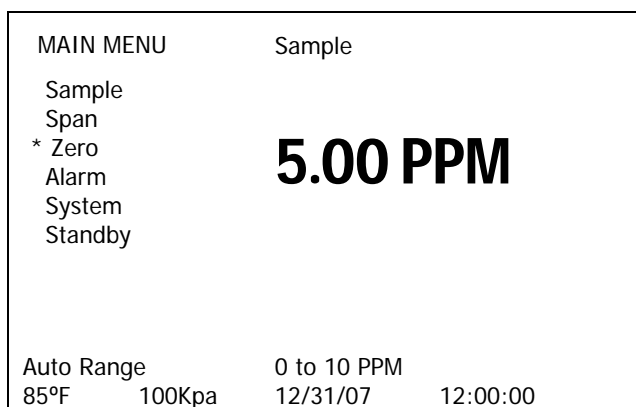 MAIN MENU Sample
Sample
Span
* Zero
Alarm
System
Standby
5.00 PPM
Auto Range 0 to 10 PPM
85ºF 100Kpa 12/31/07 12:00:00